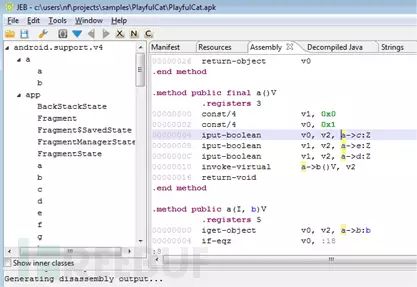 JEB - c:\users\nf\projects\samples\PlayfulCat\PlayfulCat.apk
File Edit Tools Window Help
android.support.v4
a
a
b
app
BackStackState
Fragment
Fragment$SavedState
FragmentManagerState
FragmentState
a
b
c
d
e
f
g
Show inner classes
Manifest Resources Assembly Decompiled Java Strings
00000026 return-object v0
.end method
.method public final a()V
.registers 3
00000000 const/4 v1, 0x0
00000002 const/4 v0, 0x1
00000004 iput-boolean v0, v2, a->c:Z
00000008 iput-boolean v1, v2, a->e:Z
0000000C iput-boolean v1, v2, a->d:Z
00000010 invoke-virtual a->b()V, v2
00000016 return-void
.end method
.method public a(I, b)V
.registers 5
00000000 iget-object v0, v2, a->b:b
00000004 if-eqz v0, :18
:8
Generating disassembly output...
REEBUF